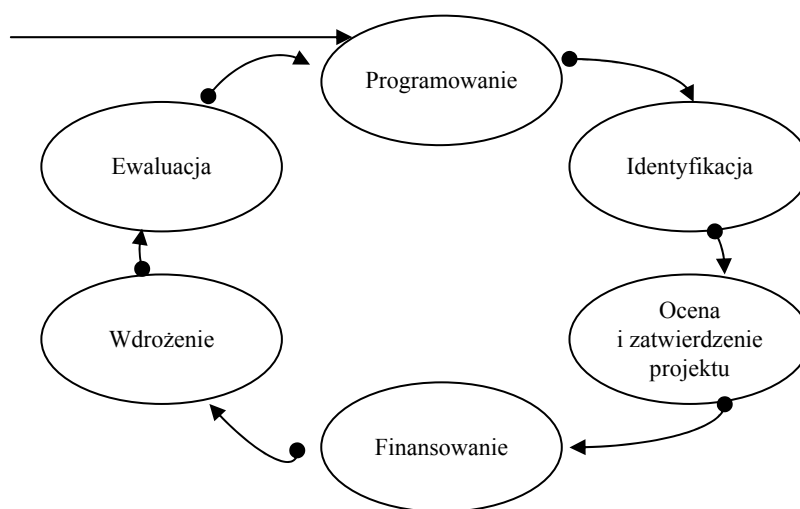 Programowanie
Identyfikacja
Ocena
i zatwierdzenie
projektu
Finansowanie
Wdrożenie
Ewaluacja